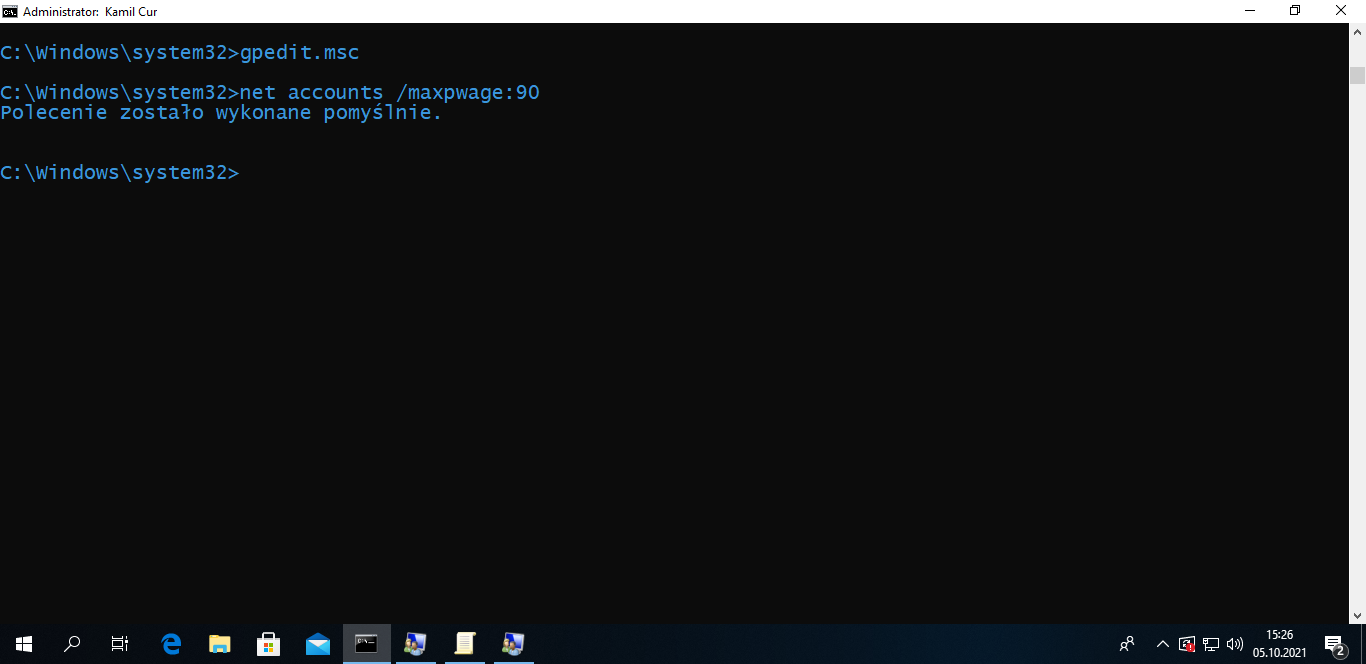 Administrator: Kamil Cur
C:\Windows\system32>gpedit.msc
C:\Windows\system32>net accounts /maxpwage:90
Polecenie zostało wykonane pomyślnie.
C:\Windows\system32>
15:26
05.10.2021
2